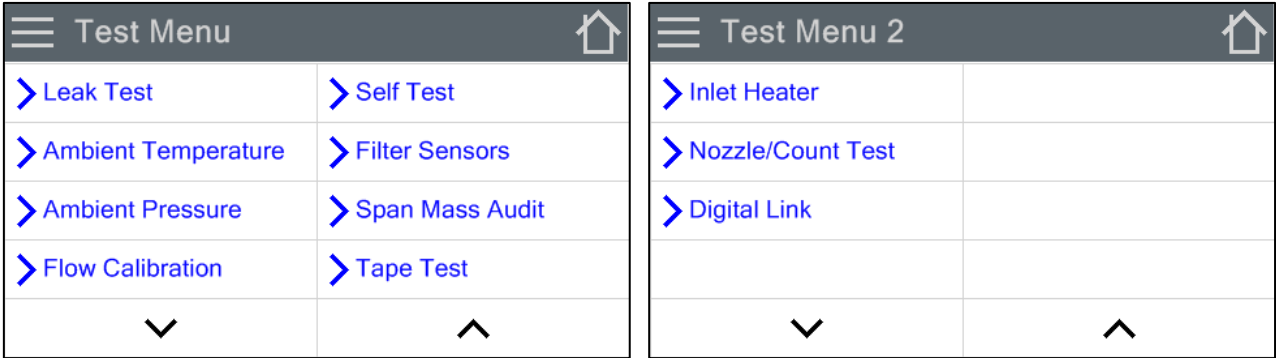 Test Menu
Leak Test
Self Test
Ambient Temperature
Filter Sensors
Ambient Pressure
Span Mass Audit
Flow Calibration
Tape Test
Test Menu 2
Inlet Heater
Nozzle/Count Test
Digital Link